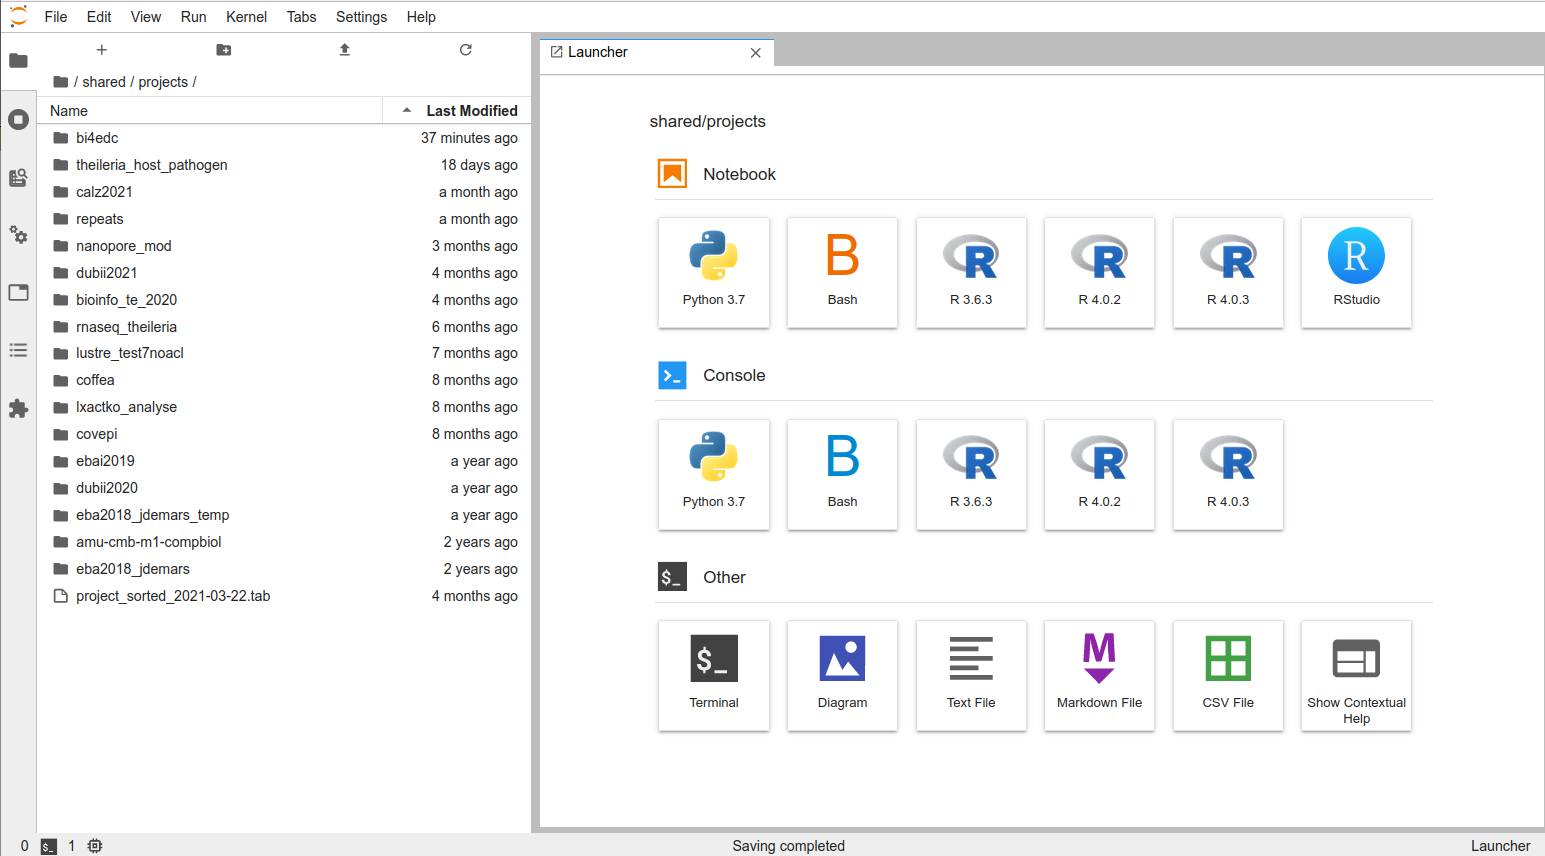 File Edit View Run Kernel Tabs Settings Help
/ shared / projects /
Name Last Modified
bi4edc 37 minutes ago
theileria_host_pathogen 18 days ago
calz2021 a month ago
repeats a month ago
nanopore_mod 3 months ago
dubii2021 4 months ago
bioinfo_te_2020 4 months ago
rnaseq_theileria 6 months ago
lustre_test7noacl 7 months ago
coffea 8 months ago
lxactko_analyse 8 months ago
covepi 8 months ago
ebai2019 a year ago
dubii2020 a year ago
eba2018_jdemars_temp a year ago
amu-cmb-m1-compbiol 2 years ago
eba2018_jdemars 2 years ago
project_sorted_2021-03-22.tab 4 months ago
Launcher
shared/projects
Notebook
B R R R R
Python 3.7 Bash R 3.6.3 R 4.0.2 R 4.0.3 RStudio
>_ Console
B R R R
Python 3.7 Bash R 3.6.3 R 4.0.2 R 4.0.3
$_ Other
$_ M
Terminal Diagram Text File Markdown File CSV File Show Contextual
Help
0 $_ 1 Saving completed Launcher